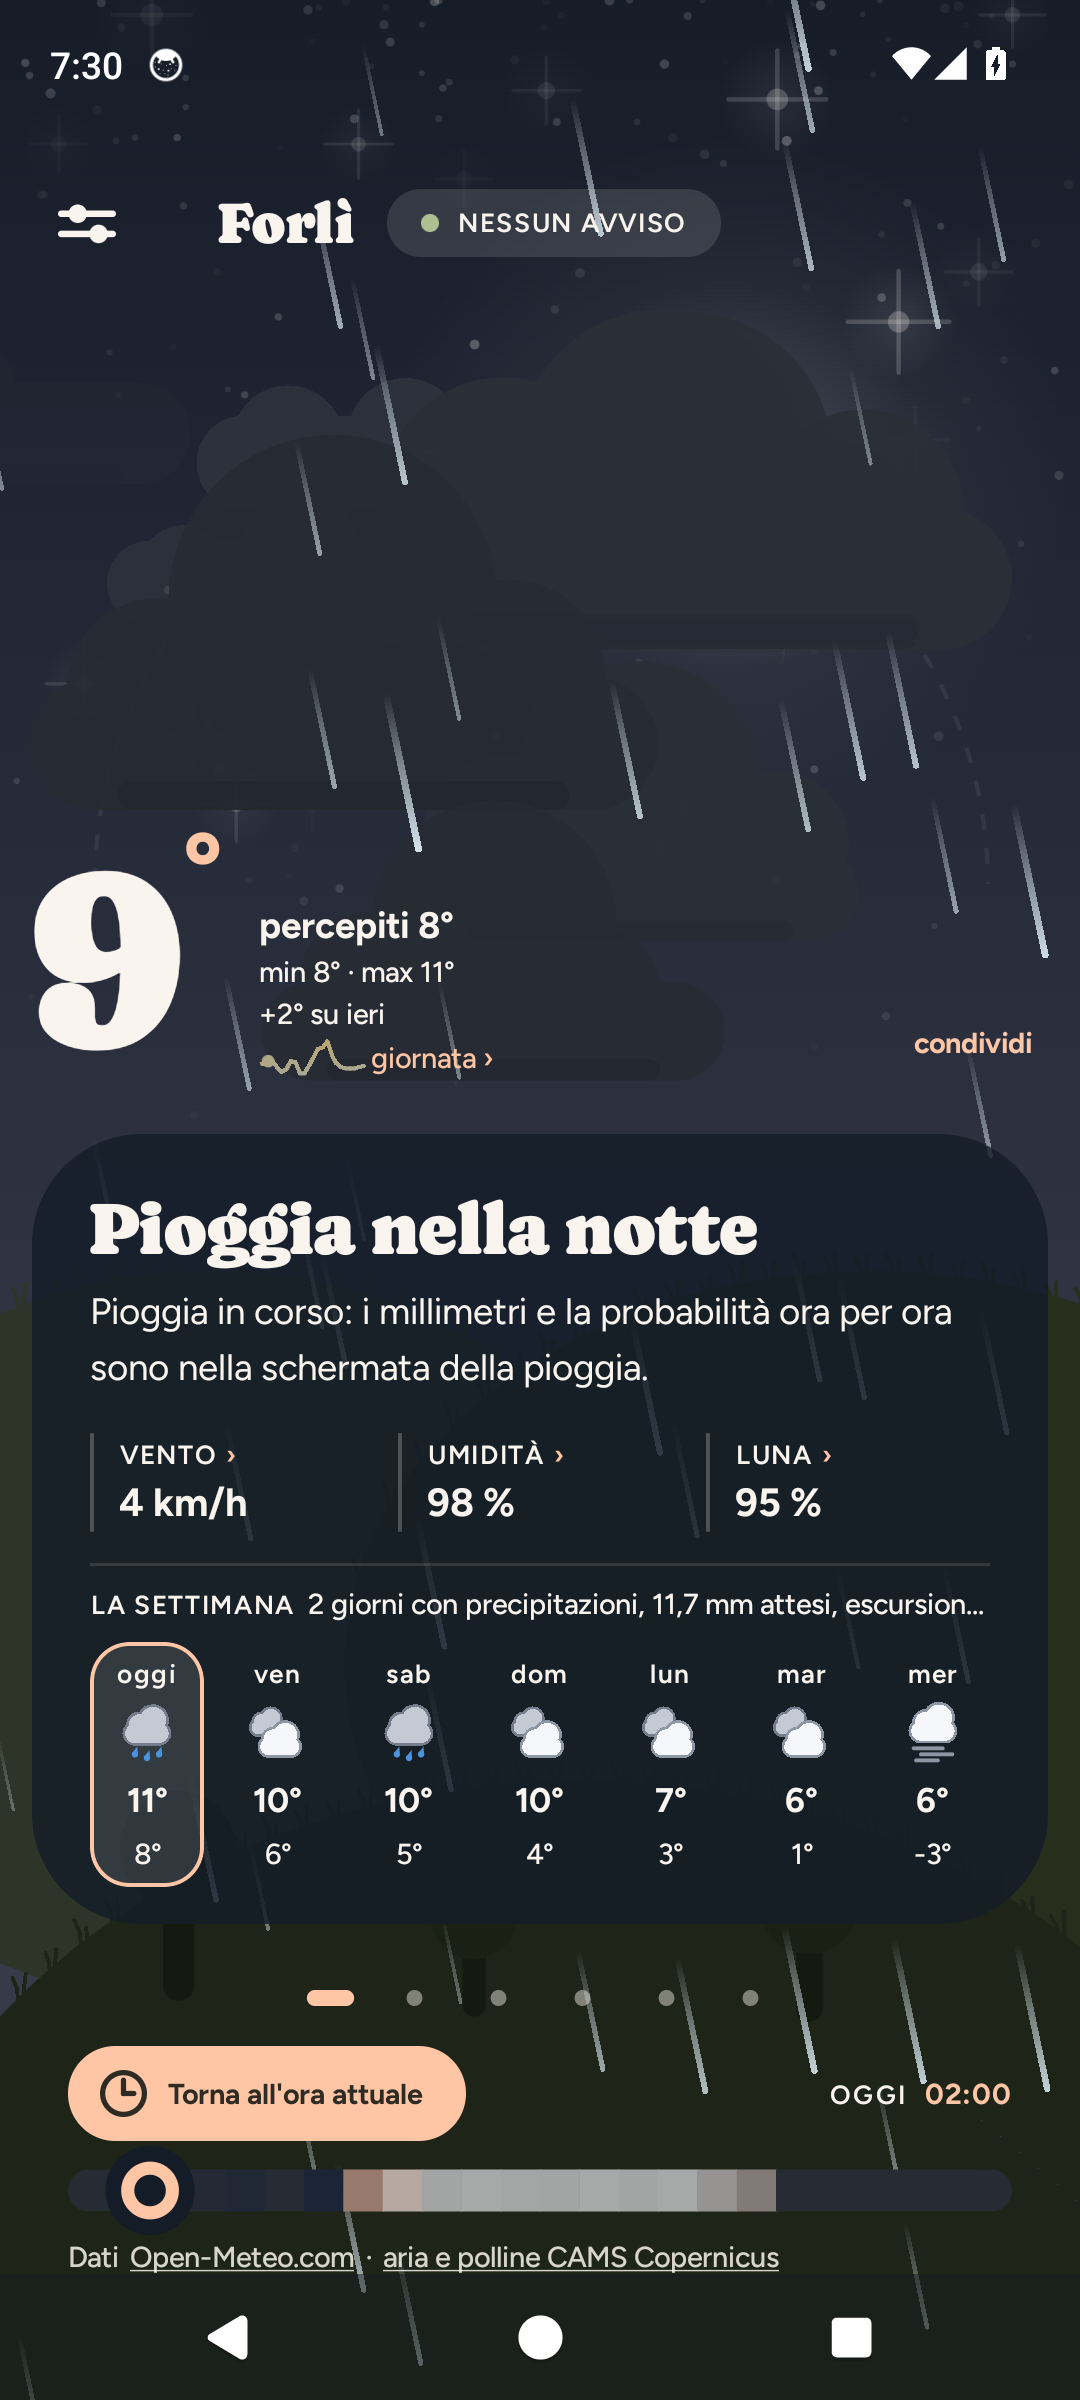 7:30
Forlì
NESSUN AVVISO
9°
percepiti 8°
min 8° · max 11°
+2° su ieri
giornata ›
condividi
Pioggia nella notte
Pioggia in corso: i millimetri e la probabilità ora per ora
sono nella schermata della pioggia.
VENTO › UMIDITÀ › LUNA ›
4 km/h 98 % 95 %
LA SETTIMANA 2 giorni con precipitazioni, 11,7 mm attesi, escursion...
oggi ven sab dom lun mar mer
11° 10° 10° 10° 7° 6° 6°
8° 6° 5° 4° 3° 1° -3°
Torna all'ora attuale
OGGI 02:00
Dati Open-Meteo.com · aria e polline CAMS Copernicus